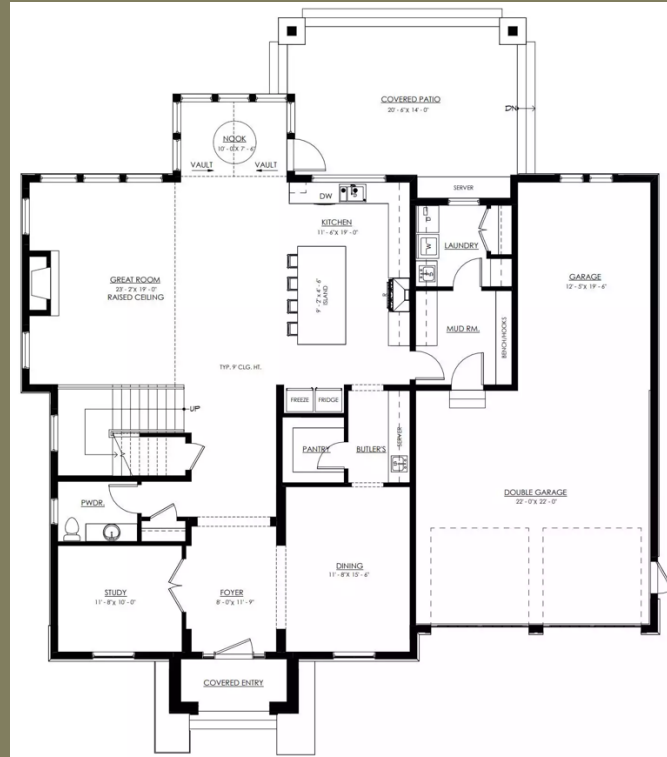 COVERED PATIO
20' - 6"X 14' - 0"
DN
NOOK
10' - 0"X 7' - 6"
VAULT
VAULT
SERVER
DW
KITCHEN
11' - 6"X 19' - 0"
LAUNDRY
W
GREAT ROOM
23' - 2"X 19' - 0"
RAISED CEILING
9' - 2"X 4' - 6"
ISLAND
GARAGE
12' - 5"X 19' - 6"
MUD RM.
BENCH/HOOKS
TYP. 9' CLG. HT.
FREEZE
FRIDGE
UP
PANTRY
BUTLER'S
SERVER
PWDR.
DOUBLE GARAGE
22' - 0"X 22' - 0"
STUDY
11' - 8"X 10' - 0"
FOYER
8' - 0"X 11' - 9"
DINING
11' - 8"X 15' - 6"
COVERED ENTRY